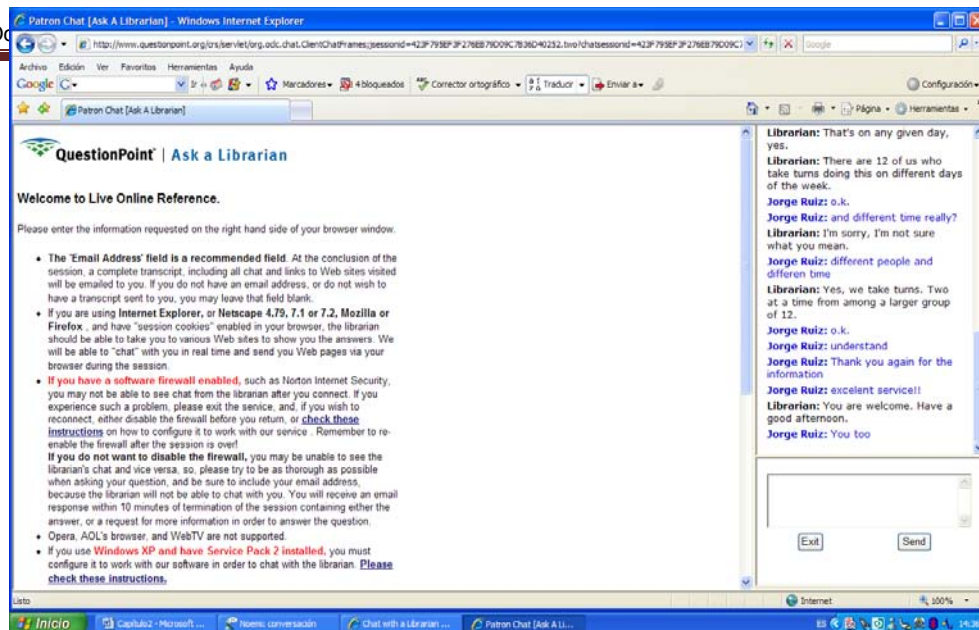 Patron Chat [Ask A Librarian] - Windows Internet Explorer
Archivo Edición Ver Favoritos Herramientas Ayuda
Google Marcadores 4 bloqueados Corrector ortográfico Traducir Enviar a Configuración
Patron Chat [Ask A Librarian] Página Herramientas
QuestionPoint | Ask a Librarian
Welcome to Live Online Reference.
Please enter the information requested on the right hand side of your browser window.
The 'Email Address' field is a recommended field. At the conclusion of the
session, a complete transcript, including all chat and links to Web sites visited
will be emailed to you. If you do not have an email address, or do not wish to
have a transcript sent to you, you may leave that field blank.
If you are using Internet Explorer, or Netscape 4.79, 7.1 or 7.2, Mozilla or
Firefox , and have "session cookies" enabled in your browser, the librarian
should be able to take you to various Web sites to show you the answers. We
will be able to "chat" with you in real time and send you Web pages via your
browser during the session.
If you have a software firewall enabled, such as Norton Internet Security,
you may not be able to see chat from the librarian after you connect. If you
experience such a problem, please exit the service, and, if you wish to
reconnect, either disable the firewall before you return, or check these
instructions on how to configure it to work with our service . Remember to re-
enable the firewall after the session is over!
If you do not want to disable the firewall, you may be unable to see the
librarian's chat and vice versa, so, please try to be as thorough as possible
when asking your question, and be sure to include your email address,
because the librarian will not be able to chat with you. You will receive an email
response within 10 minutes of termination of the session containing either the
answer, or a request for more information in order to answer the question.
Opera, AOL's browser, and WebTV are not supported.
If you use Windows XP and have Service Pack 2 installed, you must
configure it to work with our software in order to chat with the librarian. Please
check these instructions.
Librarian: That's on any given day,
yes.
Librarian: There are 12 of us who
take turns doing this on different days
of the week.
Jorge Ruiz: o.k.
Jorge Ruiz: and different time really?
Librarian: I'm sorry, I'm not sure
what you mean.
Jorge Ruiz: different people and
differen time
Librarian: Yes, we take turns. Two
at a time from among a larger group
of 12.
Jorge Ruiz: o.k.
Jorge Ruiz: understand
Jorge Ruiz: Thank you again for the
information
Jorge Ruiz: excelent service!!
Librarian: You are welcome. Have a
good afternoon.
Jorge Ruiz: You too
Exit Send
Listo Internet 100%
Inicio Capitulo2 - Microsoft ... Noemi: conversación Chat with a Librarian ... Patron Chat [Ask A Li... ES